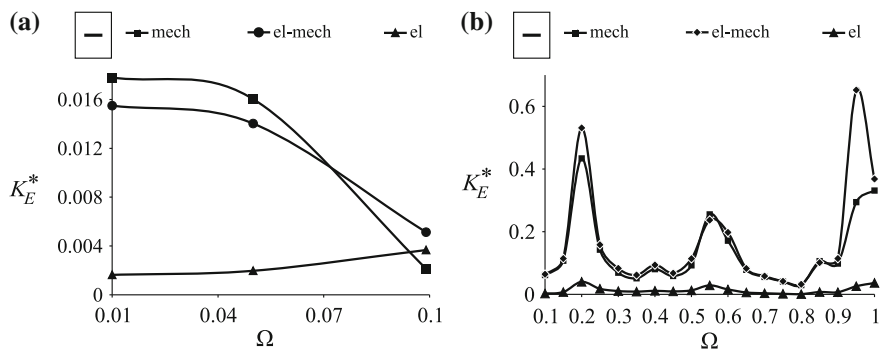 (a) — mech el-mech el
0.016
0.012
0.008
0.004
0
K_E^*
0.01 0.04 0.07 0.1
Ω
(b) — mech el-mech el
0.6
0.4
0.2
0
K_E^*
0.1 0.2 0.3 0.4 0.5 0.6 0.7 0.8 0.9 1
Ω